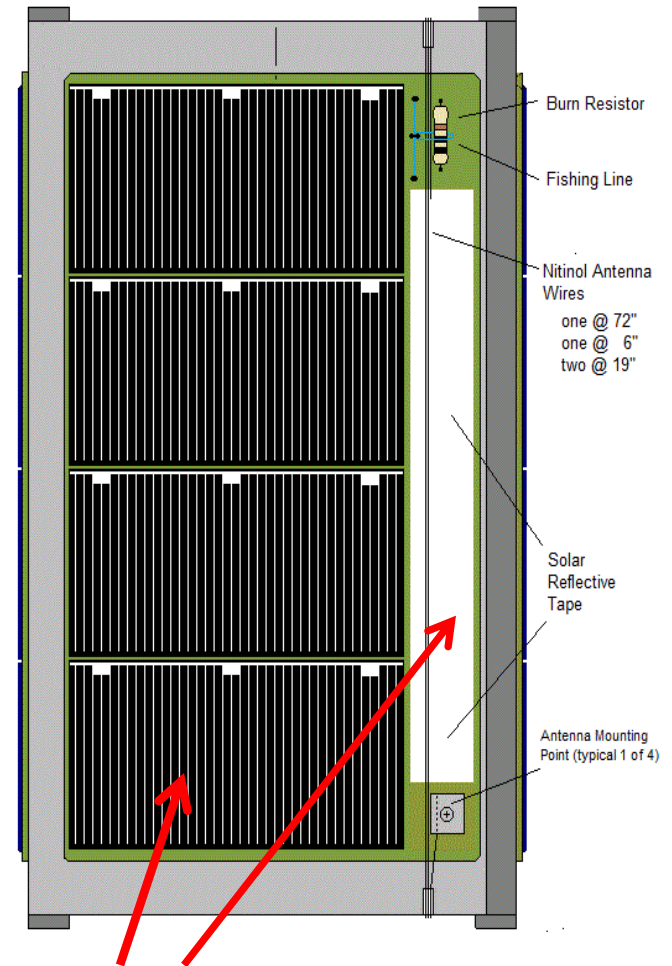 Burn Resistor
Fishing Line
Nitinol Antenna
Wires
one @ 72"
one @ 6"
two @ 19"
Solar
Reflective
Tape
Antenna Mounting
Point (typical 1 of 4)